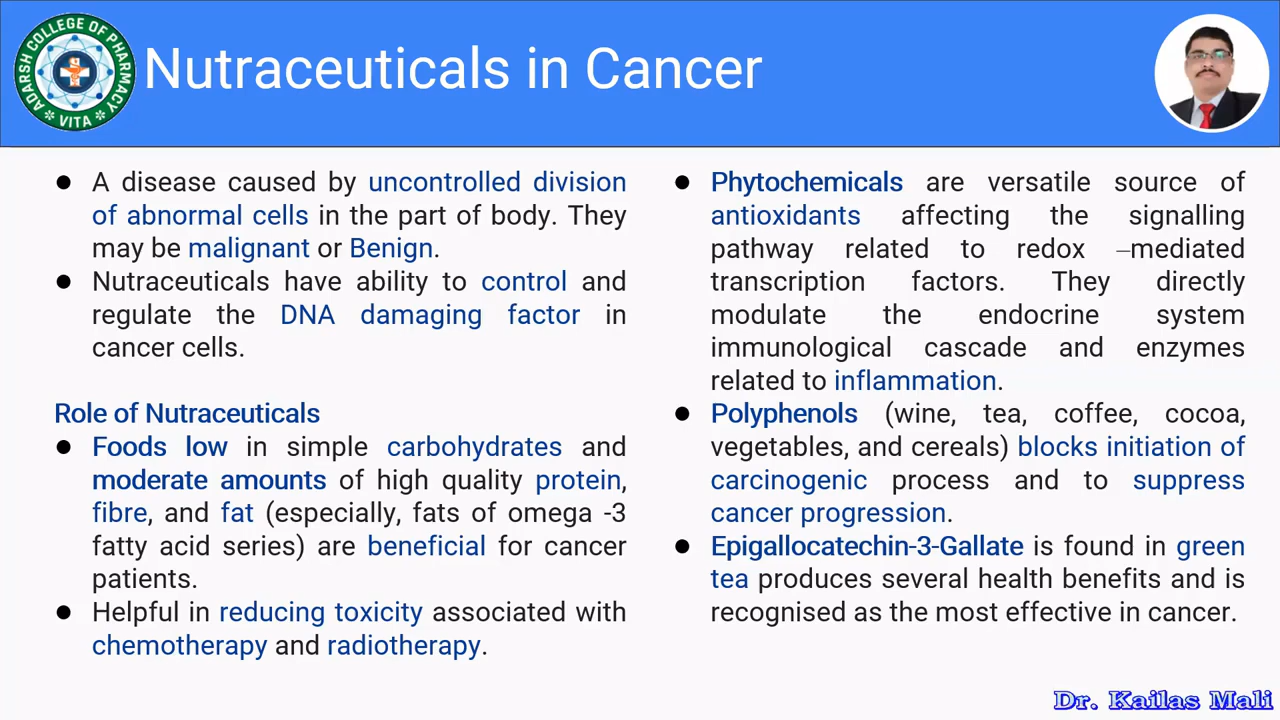 ADARSH COLLEGE OF PHARMACY
VITA
Nutraceuticals in Cancer
● A disease caused by uncontrolled division
of abnormal cells in the part of body. They
may be malignant or Benign.
● Nutraceuticals have ability to control and
regulate the DNA damaging factor in
cancer cells.
Role of Nutraceuticals
● Foods low in simple carbohydrates and
moderate amounts of high quality protein,
fibre, and fat (especially, fats of omega -3
fatty acid series) are beneficial for cancer
patients.
● Helpful in reducing toxicity associated with
chemotherapy and radiotherapy.
● Phytochemicals are versatile source of
antioxidants affecting the signalling
pathway related to redox –mediated
transcription factors. They directly
modulate the endocrine system
immunological cascade and enzymes
related to inflammation.
● Polyphenols (wine, tea, coffee, cocoa,
vegetables, and cereals) blocks initiation of
carcinogenic process and to suppress
cancer progression.
● Epigallocatechin-3-Gallate is found in green
tea produces several health benefits and is
recognised as the most effective in cancer.
Dr. Kailas Mali